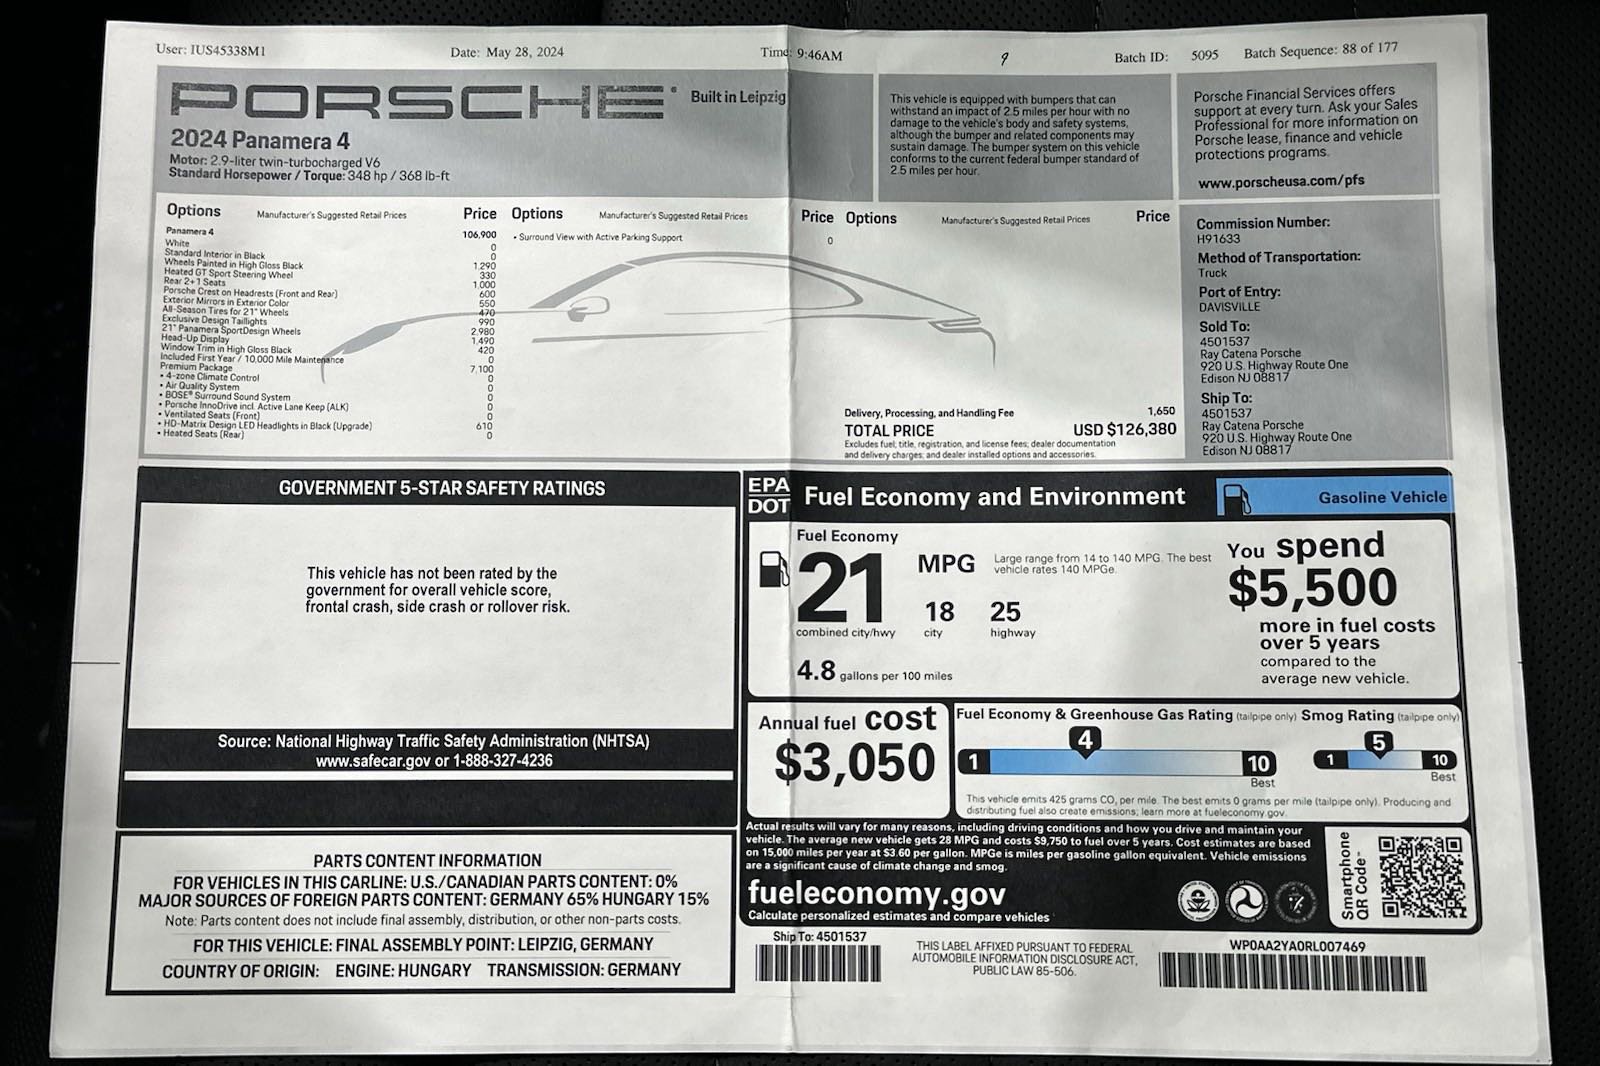 User: IUS45338M1 Date: May 28, 2024 Time: 9:46AM 9 Batch ID: 5095 Batch Sequence: 88 of 177
PORSCHE Built in Leipzig
2024 Panamera 4
Motor: 2.9-liter twin-turbocharged V6
Standard Horsepower / Torque: 348 hp / 368 lb-ft
This vehicle is equipped with bumpers that can
withstand an impact of 2.5 miles per hour with no
damage to the vehicle's body and safety systems,
although the bumper and related components may
sustain damage. The bumper system on this vehicle
conforms to the current federal bumper standard of
2.5 miles per hour.
Porsche Financial Services offers
support at every turn. Ask your Sales
Professional for more information on
Porsche lease, finance and vehicle
protections programs.
www.porscheusa.com/pfs
Options Manufacturer's Suggested Retail Prices Price
Panamera 4 106,900
White 0
Standard Interior in Black 0
Wheels Painted in High Gloss Black 1,290
Heated GT Sport Steering Wheel 330
Rear 2+1 Seats 1,000
Porsche Crest on Headrests (Front and Rear) 600
Exterior Mirrors in Exterior Color 550
All-Season Tires for 21" Wheels 470
Exclusive Design Taillights 990
21" Panamera SportDesign Wheels 2,980
Head-Up Display 1,490
Window Trim in High Gloss Black 420
Included First Year / 10,000 Mile Maintenance 0
Premium Package 7,100
• 4-zone Climate Control 0
• Air Quality System 0
• BOSE® Surround Sound System 0
• Porsche InnoDrive incl. Active Lane Keep (ALK) 0
• Ventilated Seats (Front) 0
• HD-Matrix Design LED Headlights in Black (Upgrade) 610
• Heated Seats (Rear) 0
Options Manufacturer's Suggested Retail Prices Price
• Surround View with Active Parking Support 0
Options Manufacturer's Suggested Retail Prices Price
Delivery, Processing, and Handling Fee 1,650
TOTAL PRICE USD $126,380
Excludes fuel, title, registration, and license fees; dealer documentation
and delivery charges; and dealer installed options and accessories.
Commission Number:
H91633
Method of Transportation:
Truck
Port of Entry:
DAVISVILLE
Sold To:
4501537
Ray Catena Porsche
920 U.S. Highway Route One
Edison NJ 08817
Ship To:
4501537
Ray Catena Porsche
920 U.S. Highway Route One
Edison NJ 08817
GOVERNMENT 5-STAR SAFETY RATINGS
This vehicle has not been rated by the
government for overall vehicle score,
frontal crash, side crash or rollover risk.
Source: National Highway Traffic Safety Administration (NHTSA)
www.safecar.gov or 1-888-327-4236
PARTS CONTENT INFORMATION
FOR VEHICLES IN THIS CARLINE: U.S./CANADIAN PARTS CONTENT: 0%
MAJOR SOURCES OF FOREIGN PARTS CONTENT: GERMANY 65% HUNGARY 15%
Note: Parts content does not include final assembly, distribution, or other non-parts costs.
FOR THIS VEHICLE: FINAL ASSEMBLY POINT: LEIPZIG, GERMANY
COUNTRY OF ORIGIN: ENGINE: HUNGARY TRANSMISSION: GERMANY
EPA
DOT Fuel Economy and Environment Gasoline Vehicle
Fuel Economy
21 MPG
combined city/hwy
18 city
25 highway
4.8 gallons per 100 miles
Large range from 14 to 140 MPG. The best
vehicle rates 140 MPGe.
You spend
$5,500
more in fuel costs
over 5 years
compared to the
average new vehicle.
Annual fuel cost
$3,050
Fuel Economy & Greenhouse Gas Rating (tailpipe only)
4
1 10
Best
Smog Rating (tailpipe only)
5
1 10
Best
This vehicle emits 425 grams CO₂ per mile. The best emits 0 grams per mile (tailpipe only). Producing and
distributing fuel also create emissions; learn more at fueleconomy.gov.
Actual results will vary for many reasons, including driving conditions and how you drive and maintain your
vehicle. The average new vehicle gets 28 MPG and costs $9,750 to fuel over 5 years. Cost estimates are based
on 15,000 miles per year at $3.60 per gallon. MPGe is miles per gasoline gallon equivalent. Vehicle emissions
are a significant cause of climate change and smog.
fueleconomy.gov
Calculate personalized estimates and compare vehicles
Smartphone
QR Code™
Ship To: 4501537
THIS LABEL AFFIXED PURSUANT TO FEDERAL
AUTOMOBILE INFORMATION DISCLOSURE ACT,
PUBLIC LAW 85-506.
WP0AA2YA0RL007469